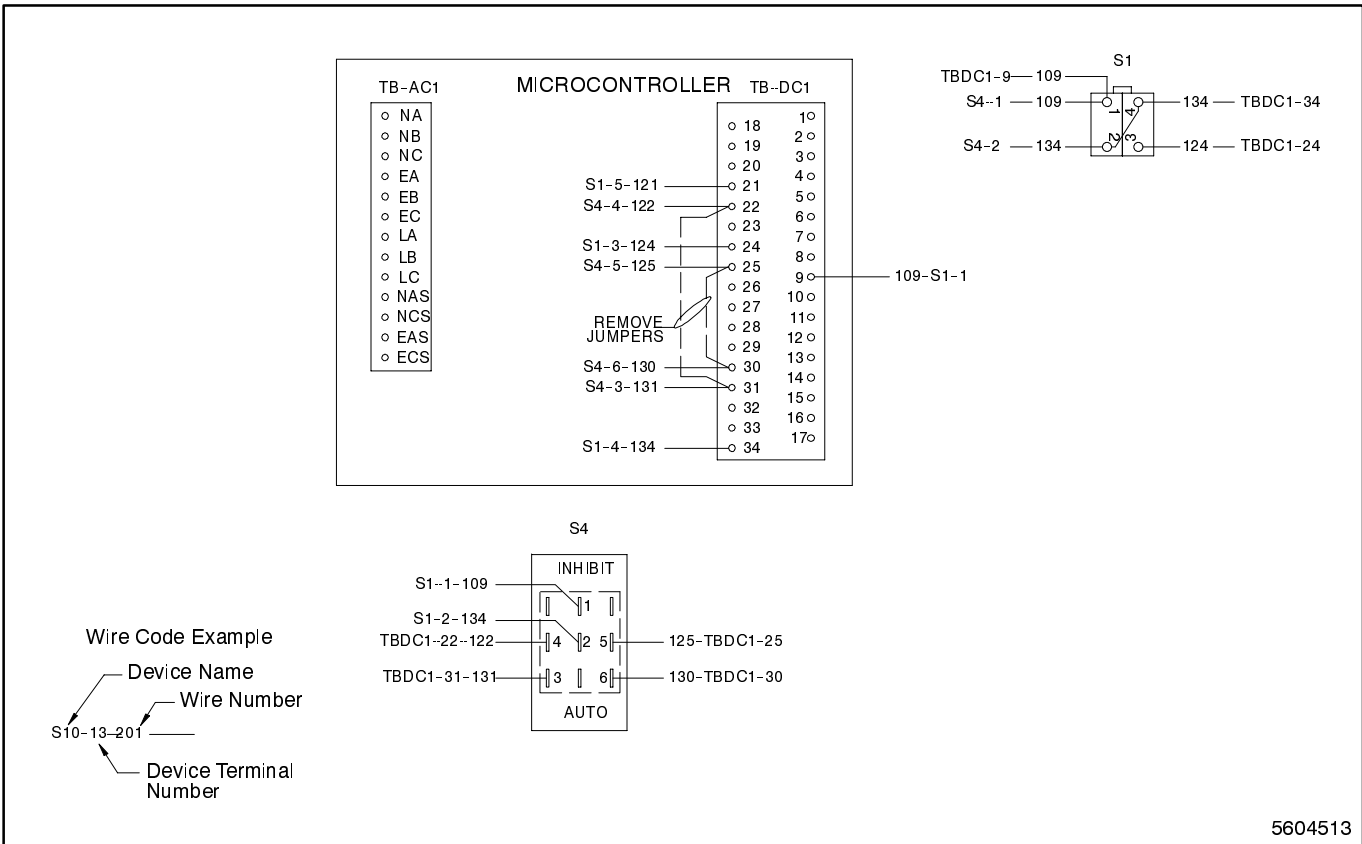 MICROCONTROLLER
TB-AC1
NA
NB
NC
EA
EB
EC
LA
LB
LC
NAS
NCS
EAS
ECS
TB--DC1
18
19
20
21
22
23
24
25
26
27
28
29
30
31
32
33
34
1
2
3
4
5
6
7
8
9
10
11
12
13
14
15
16
17
S1-5-121
S4-4-122
S1-3-124
S4-5-125
REMOVE
JUMPERS
S4-6-130
S4-3-131
S1-4-134
109-S1-1
S1
TBDC1-9 109
S4--1 109
1
4
134 TBDC1-34
S4-2 134
2
3
124 TBDC1-24
S4
INHIBIT
S1--1-109
1
S1-2-134
TBDC1--22--122
4
2
5
125-TBDC1-25
TBDC1-31-131
3
6
130-TBDC1-30
AUTO
Wire Code Example
Device Name
Wire Number
S10-13-201
Device Terminal
Number
5604513